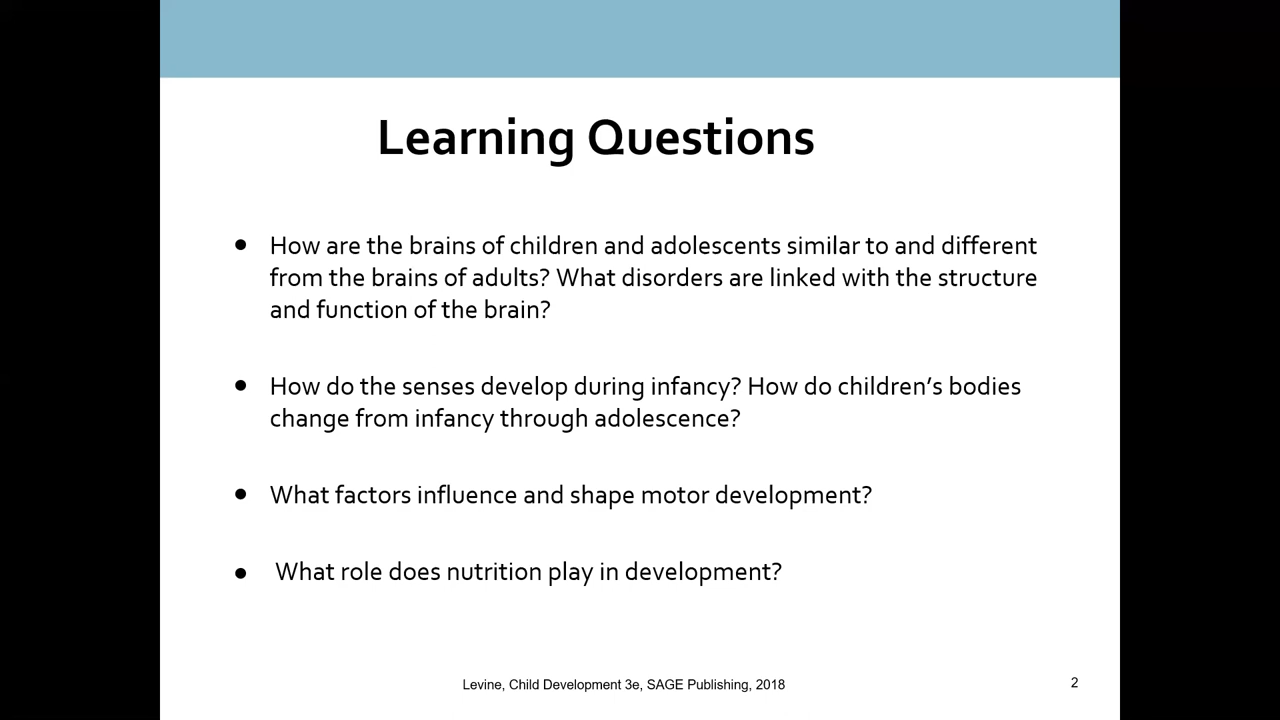 Learning Questions
• How are the brains of children and adolescents similar to and different
from the brains of adults? What disorders are linked with the structure
and function of the brain?
• How do the senses develop during infancy? How do children’s bodies
change from infancy through adolescence?
• What factors influence and shape motor development?
• What role does nutrition play in development?
Levine, Child Development 3e, SAGE Publishing, 2018
2